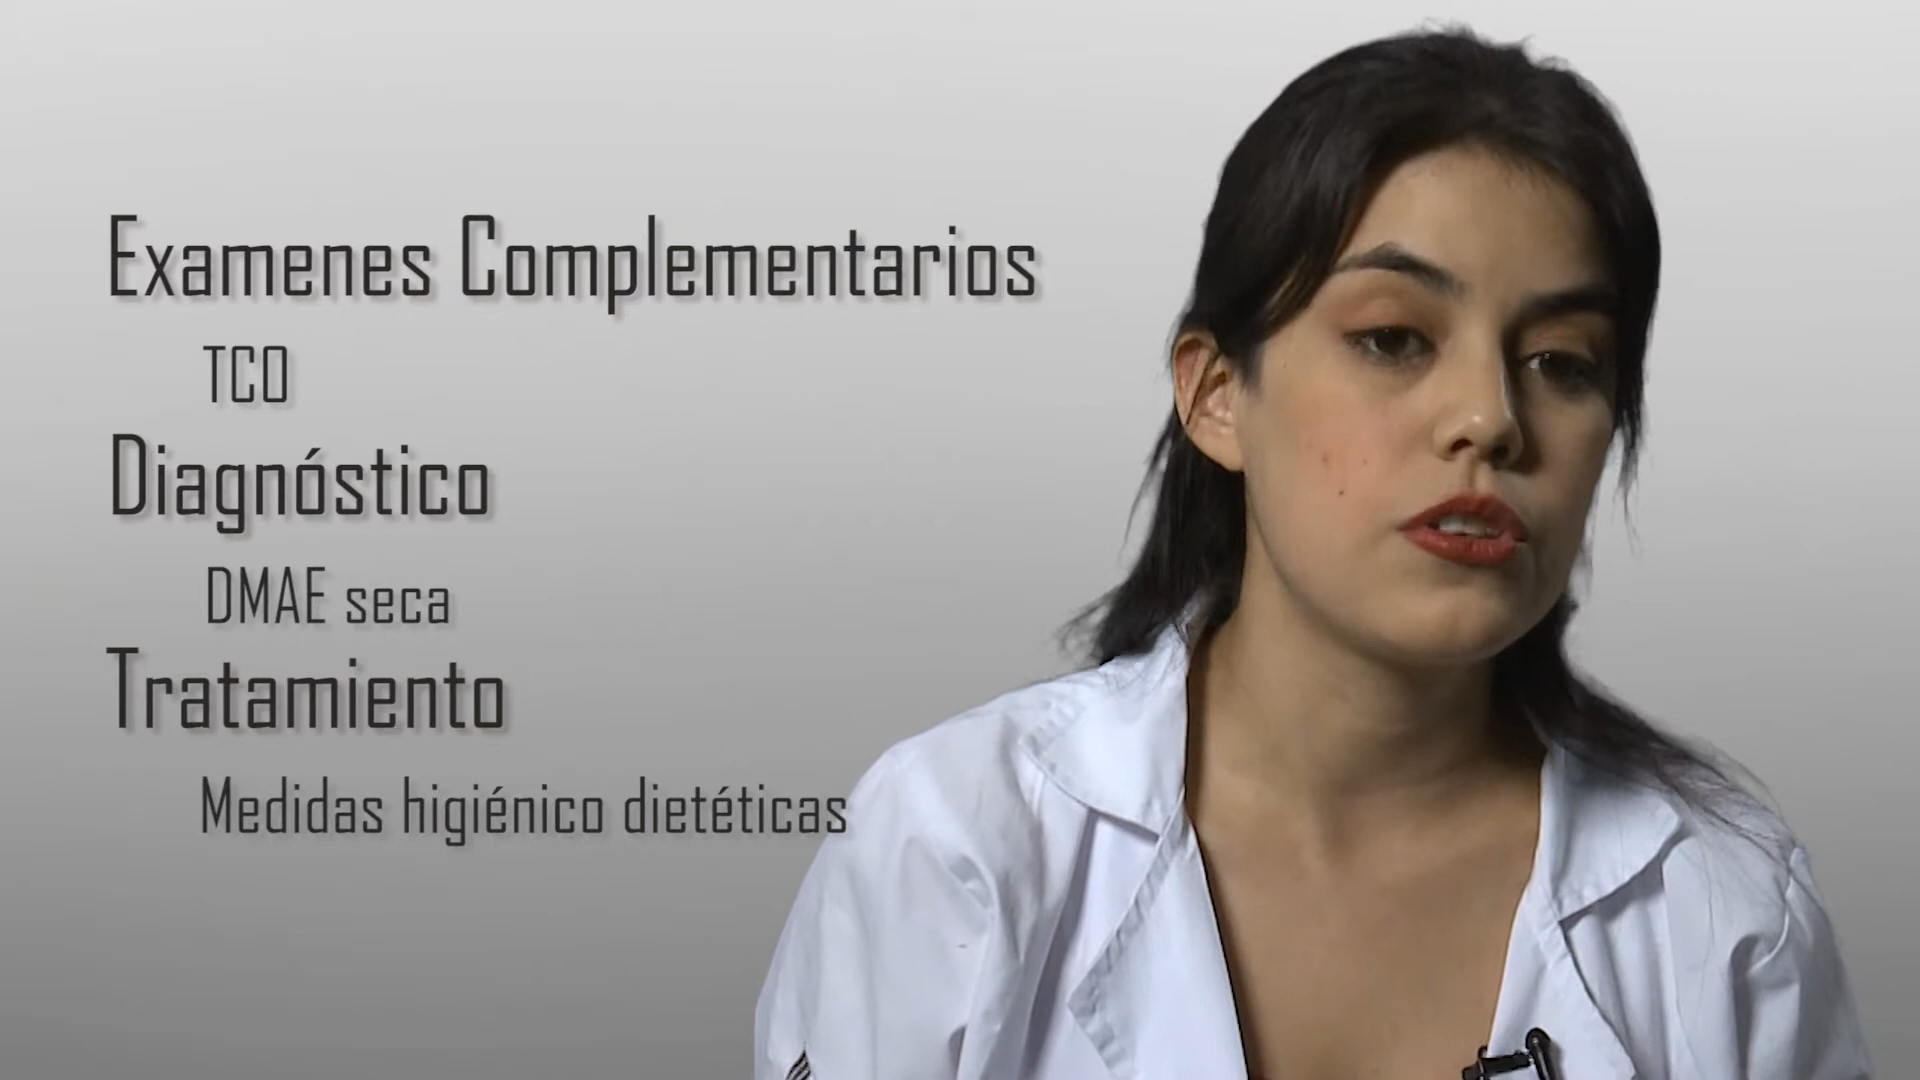 Examenes Complementarios
TCO
Diagnóstico
DMAE seca
Tratamiento
Medidas higiénico dietéticas